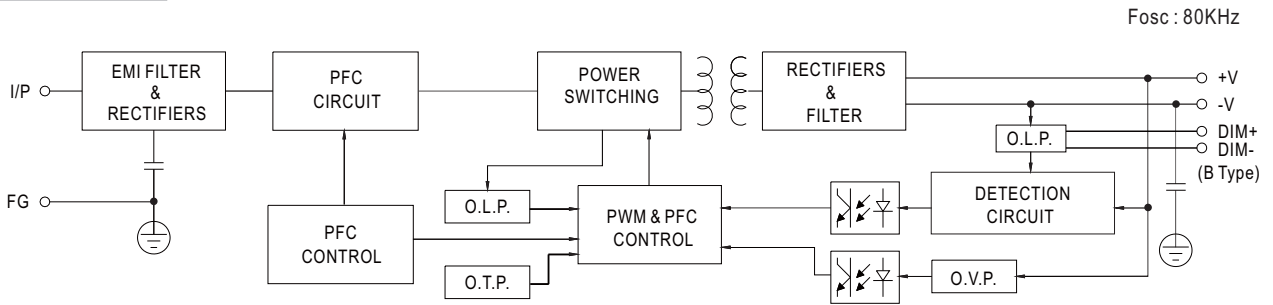 Fosc : 80KHz
I/P
EMI FILTER
&
RECTIFIERS
PFC
CIRCUIT
POWER
SWITCHING
RECTIFIERS
&
FILTER
+V
-V
DIM+
DIM-
(B Type)
O.L.P.
FG
PFC
CONTROL
O.L.P.
O.T.P.
PWM & PFC
CONTROL
DETECTION
CIRCUIT
O.V.P.